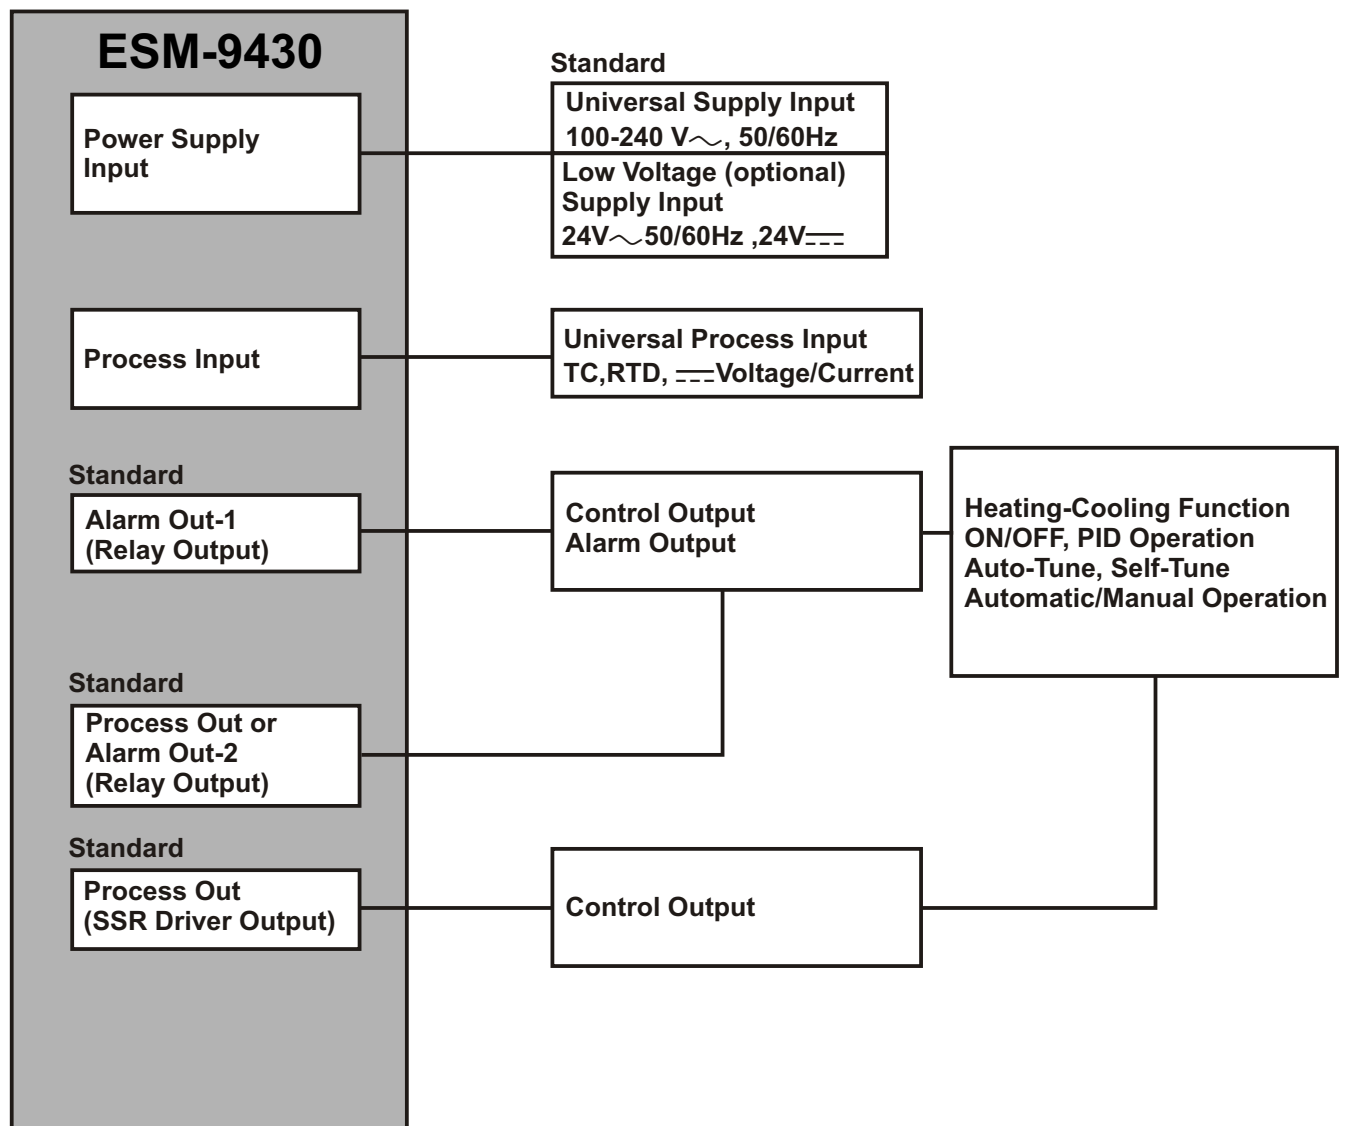 ESM-9430
Power Supply
Input
Standard
Universal Supply Input
100-240 V〜, 50/60Hz
Low Voltage (optional)
Supply Input
24V〜50/60Hz ,24V⎓
Process Input
Universal Process Input
TC,RTD, ⎓Voltage/Current
Standard
Alarm Out-1
(Relay Output)
Control Output
Alarm Output
Heating-Cooling Function
ON/OFF, PID Operation
Auto-Tune, Self-Tune
Automatic/Manual Operation
Standard
Process Out or
Alarm Out-2
(Relay Output)
Standard
Process Out
(SSR Driver Output)
Control Output